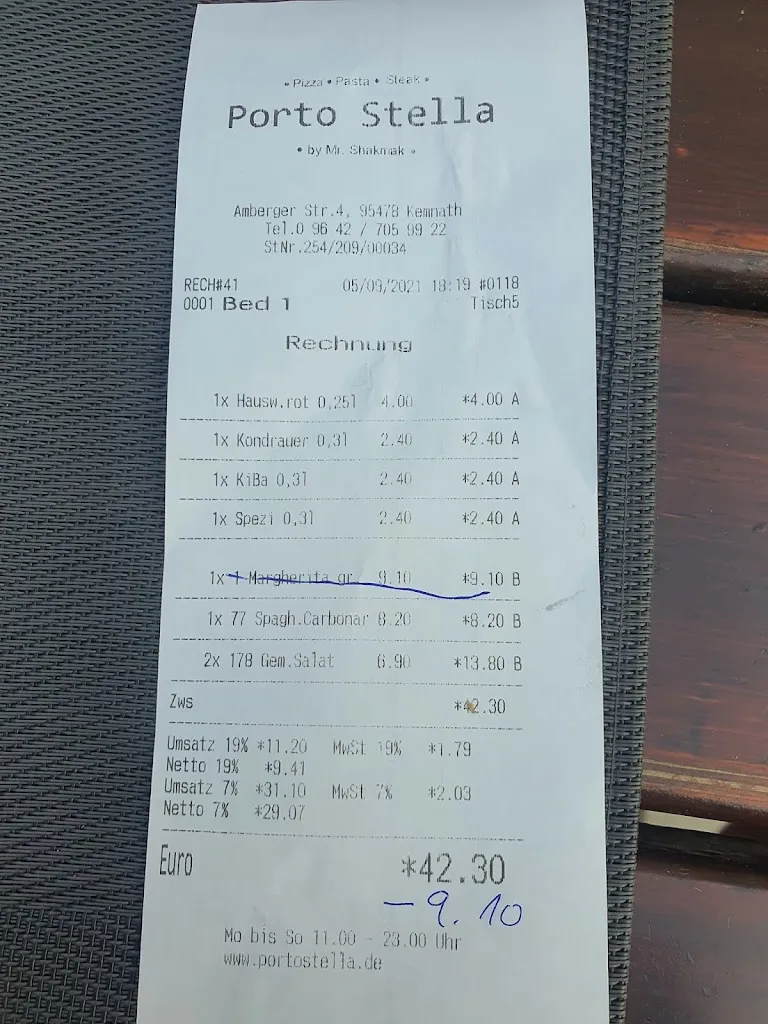 • Pizza • Pasta • Steak •
Porto Stella
• by Mr. Shakmak •
Amberger Str.4, 95478 Kemnath
Tel.0 96 42 / 705 99 22
StNr.254/209/00034
RECH#41 05/09/2021 18:19 #0118
0001 Bed 1 Tisch5
Rechnung
1x Hausw.rot 0,25l 4.00 *4.00 A
1x Kondrauer 0,3l 2.40 *2.40 A
1x KiBa 0,3l 2.40 *2.40 A
1x Spezi 0,3l 2.40 *2.40 A
1x Margherita gr 9.10 *9.10 B
1x 77 Spagh.Carbonar 8.20 *8.20 B
2x 178 Gem.Salat 6.90 *13.80 B
Zws *42.30
Umsatz 19% *11.20 MwSt 19% *1.79
Netto 19% *9.41
Umsatz 7% *31.10 MwSt 7% *2.03
Netto 7% *29.07
Euro *42.30
-9.10
Mo bis So 11.00 - 23.00 Uhr
www.portostella.de